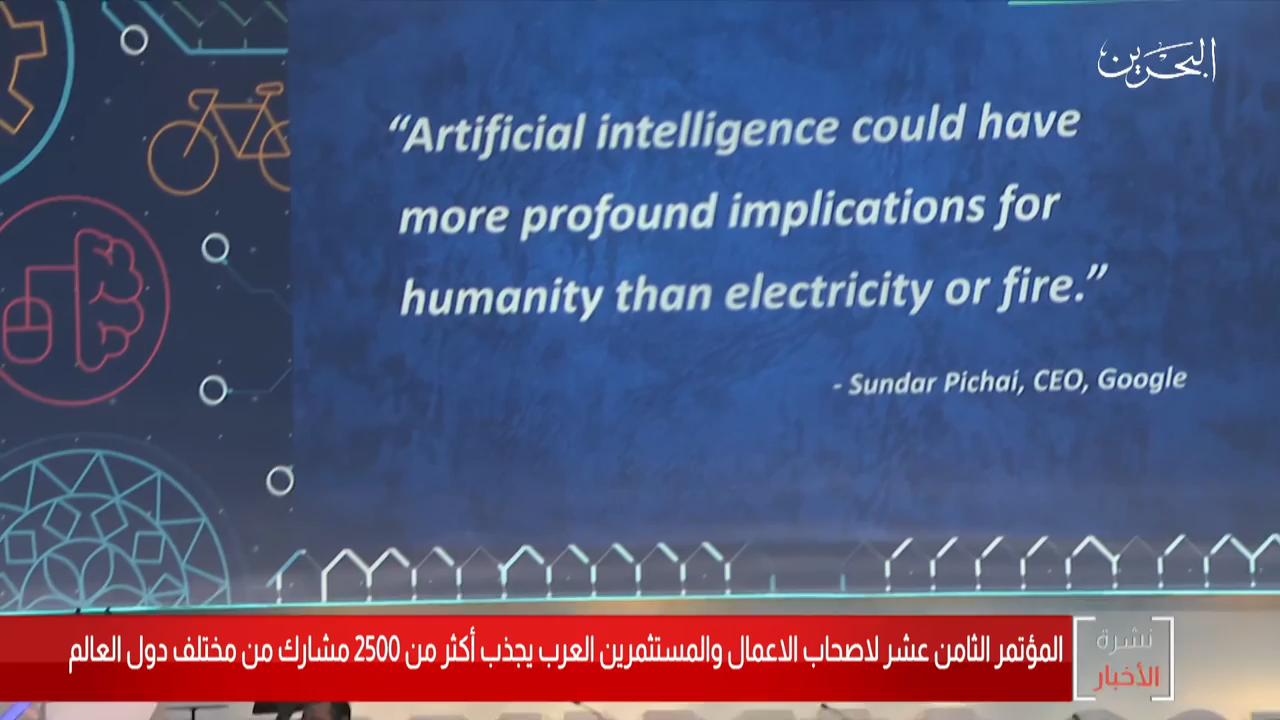 البحرين
“Artificial intelligence could have
more profound implications for
humanity than electricity or fire.”
- Sundar Pichai, CEO, Google
نشرة
الأخبار
المؤتمر الثامن عشر لاصحاب الاعمال والمستثمرين العرب يجذب أكثر من 2500 مشارك من مختلف دول العالم